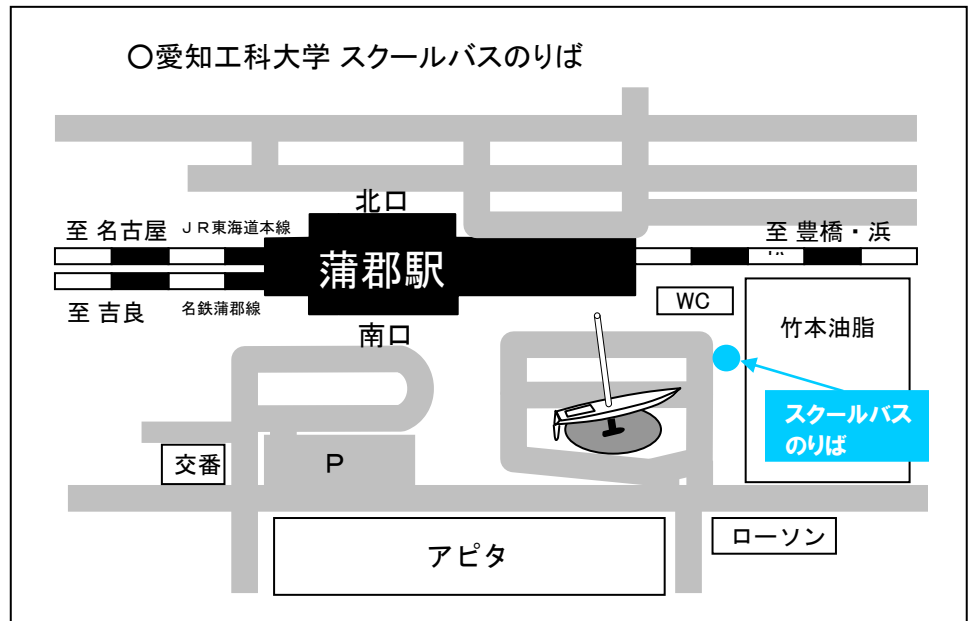 ○愛知工科大学 スクールバスのりば
北口
至 名古屋 ＪＲ東海道本線
至 豊橋・浜
蒲郡駅
至 吉良 名鉄蒲郡線
南口
WC
竹本油脂
スクールバス
のりば
交番
Ｐ
アピタ
ローソン